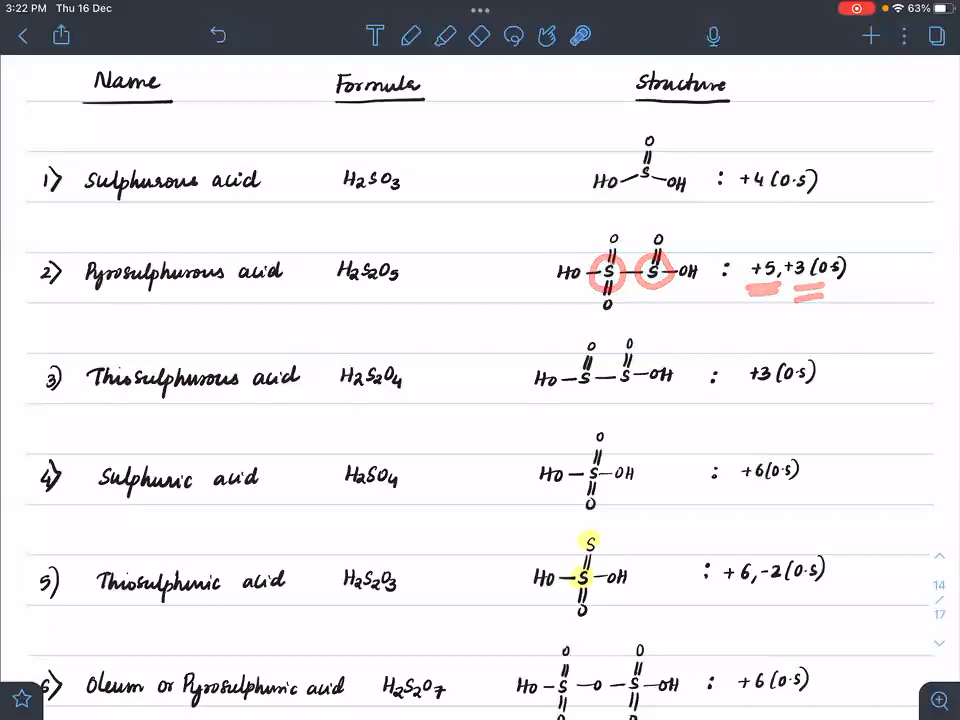 3:22 PM Thu 16 Dec
63%
Name Formula Structure
1) Sulphurous acid H2SO3 O
HO S OH : +4 (O.S)
2) Pyrosulphurous acid H2S2O5 O O
HO S S OH : +5, +3 (O.S)
O
3) Thiosulphurous acid H2S2O4 O O
HO S S OH : +3 (O.S)
4) Sulphuric acid H2SO4 O
HO S OH : +6 (O.S)
O
5) Thiosulphuric acid H2S2O3 S
HO S OH : +6, -2 (O.S)
O
14
/
17
6) Oleum or Pyrosulphuric acid H2S2O7 O O
HO S O S OH : +6 (O.S)